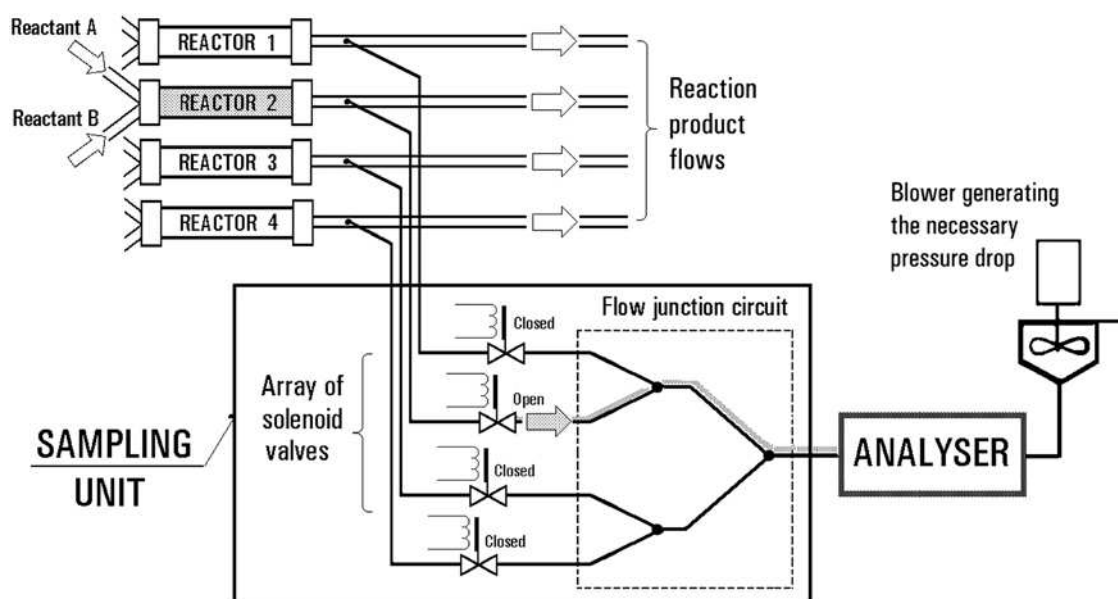 Reactant A
REACTOR 1
REACTOR 2
Reactant B
REACTOR 3
REACTOR 4
Reaction
product
flows
Blower generating
the necessary
pressure drop
Flow junction circuit
Closed
Array of
solenoid
valves
Open
Closed
Closed
SAMPLING
UNIT
ANALYSER